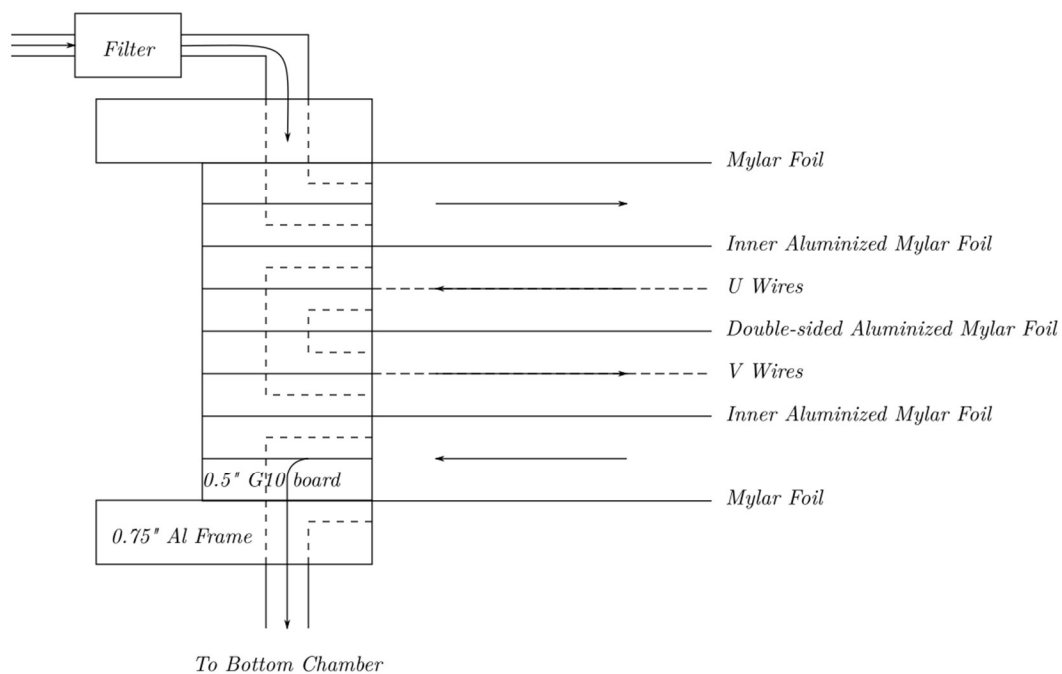 Filter
Mylar Foil
Inner Aluminized Mylar Foil
U Wires
Double-sided Aluminized Mylar Foil
V Wires
Inner Aluminized Mylar Foil
0.5" G10 board
Mylar Foil
0.75" Al Frame
To Bottom Chamber